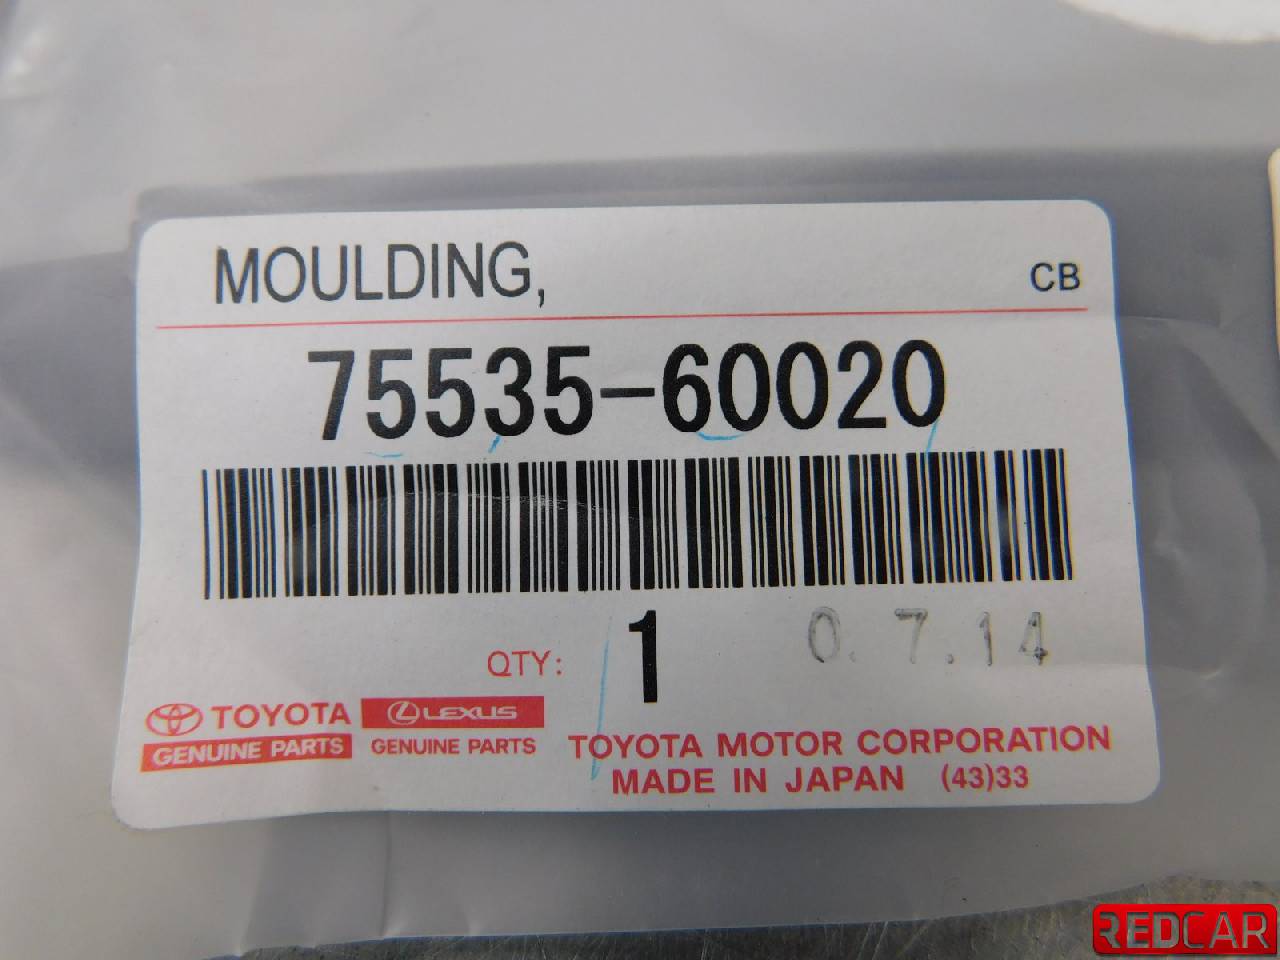 MOULDING,
CB
75535-60020
QTY: 1
0. 7.14
TOYOTA
GENUINE PARTS
LEXUS
GENUINE PARTS
TOYOTA MOTOR CORPORATION
MADE IN JAPAN (43)33
REDCAR